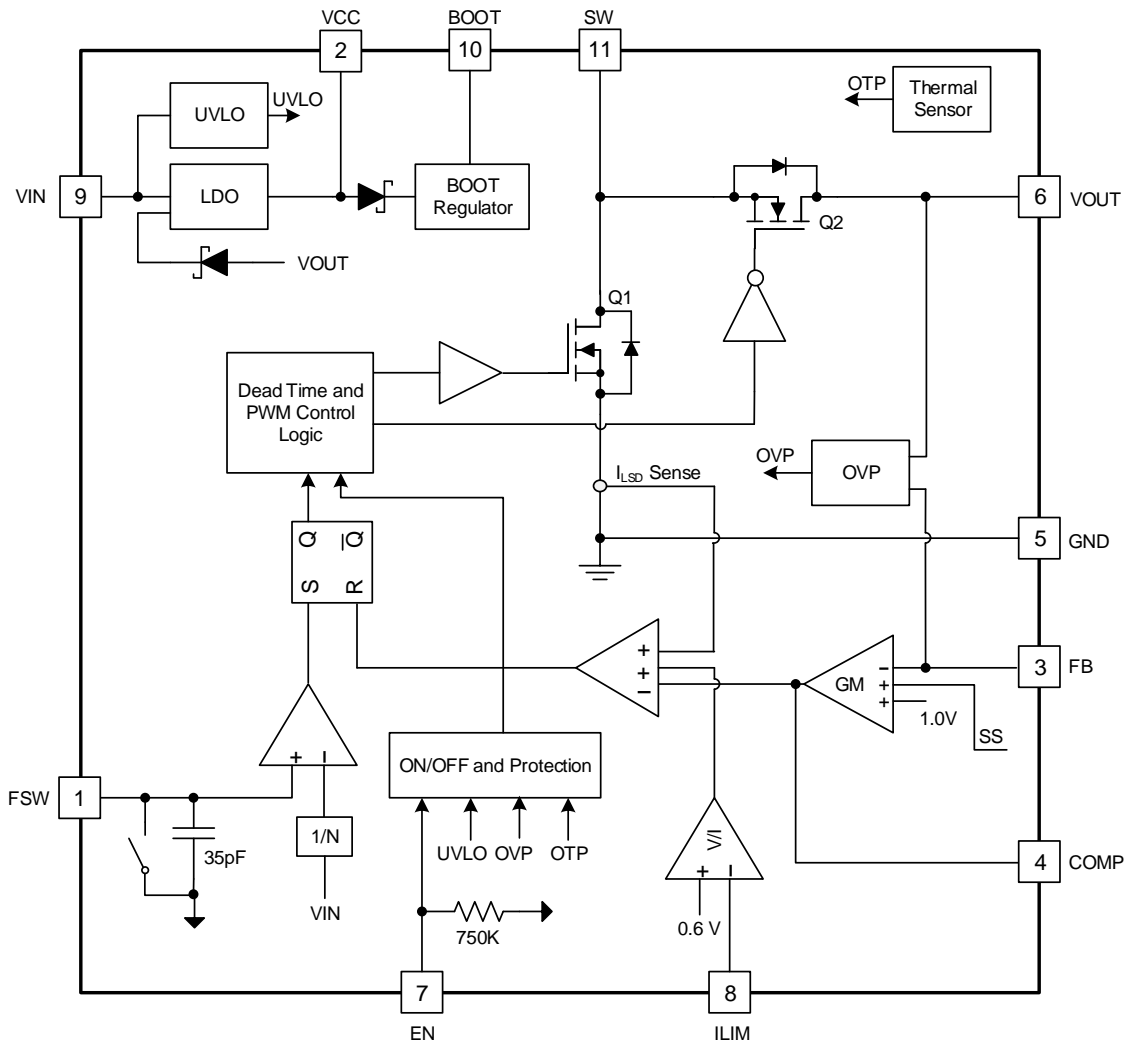 VCC
BOOT
SW
2
10
11
UVLO
UVLO
OTP
Thermal
Sensor
VIN
9
LDO
BOOT
Regulator
6
VOUT
Q2
VOUT
Q1
Dead Time and
PWM Control
Logic
OVP
OVP
I_LSD Sense
Q
Q̅
S
R
5
GND
+
+
−
GM
−
+
+
1.0V
SS
3
FB
FSW
1
+
−
ON/OFF and Protection
35pF
1/N
VIN
UVLO
OVP
OTP
V/I
+
−
0.6 V
4
COMP
750K
7
8
EN
ILIM